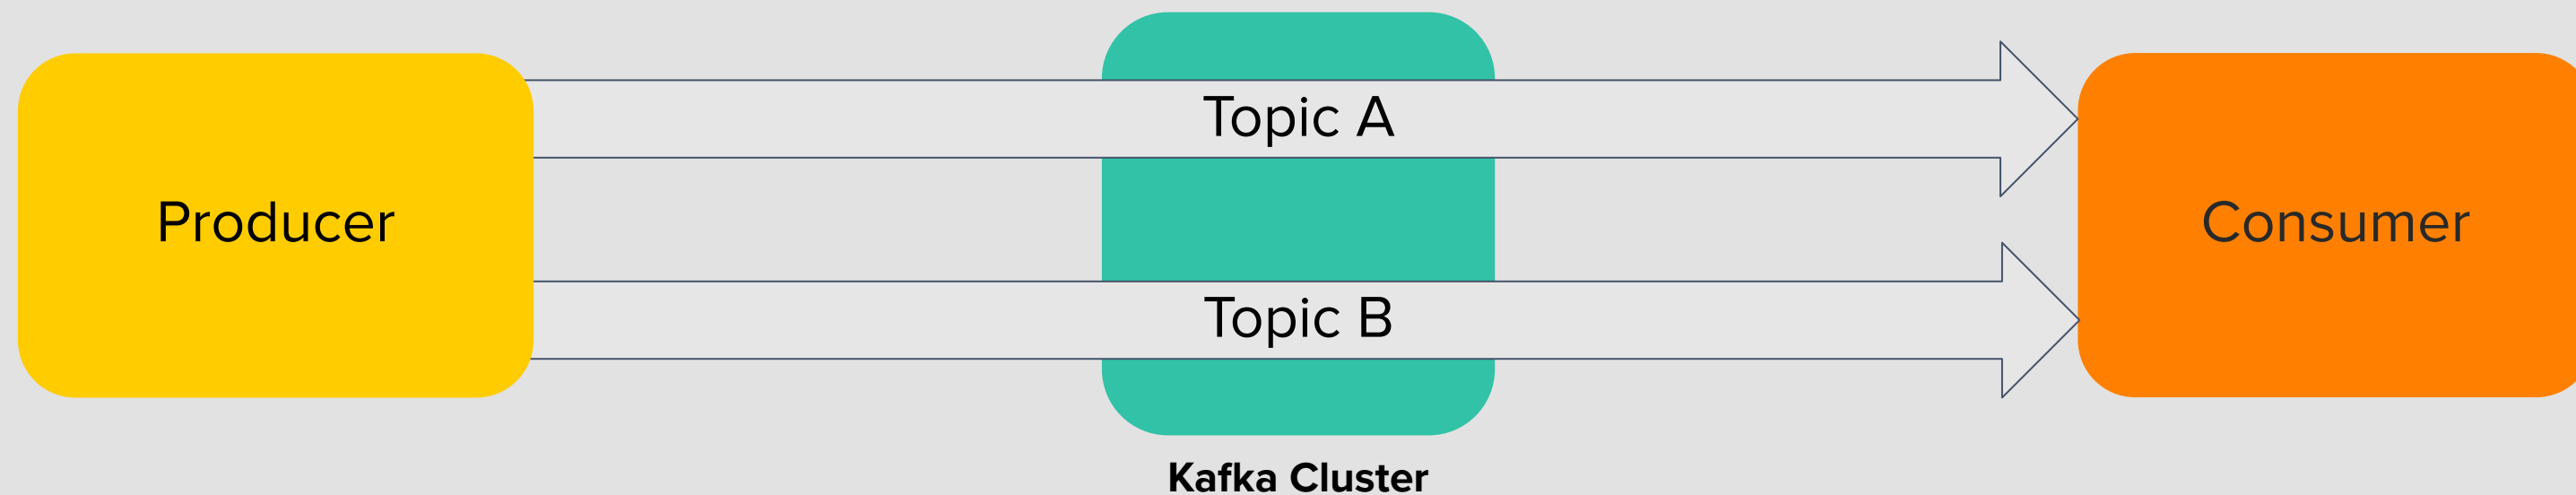 Topic A
Producer
Consumer
Topic B
Kafka Cluster